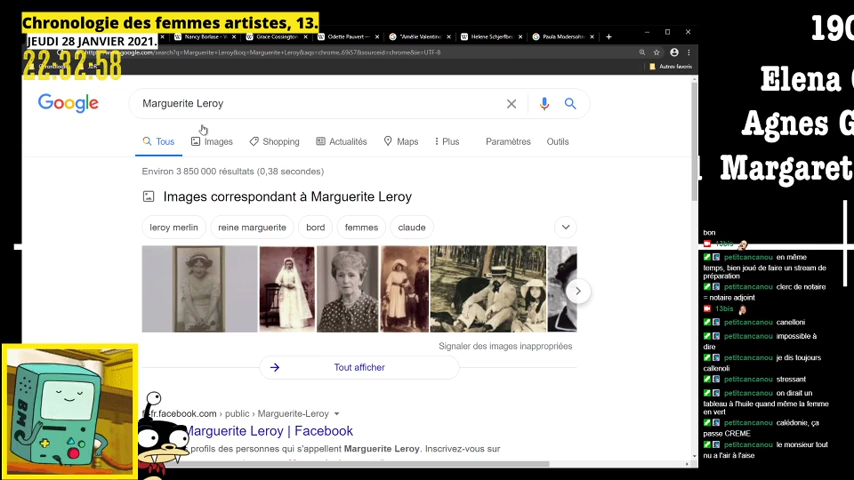 Chronologie des femmes artistes, 13.
JEUDI 28 JANVIER 2021.
22:32:58
Nancy Borlase - W
Grace Cossington
Odette Pauvert — W
"Amélie Valentino
Helene Schjerfbec
Paula Modersohn
Autres favoris
190
Elena
Agnes G
Margaret
Google
Marguerite Leroy
Tous
Images
Shopping
Actualités
Maps
Plus
Paramètres
Outils
Environ 3 850 000 résultats (0,38 secondes)
Images correspondant à Marguerite Leroy
leroy merlin
reine marguerite
bord
femmes
claude
Signaler des images inappropriées
Tout afficher
fr.facebook.com › public › Marguerite-Leroy
Marguerite Leroy | Facebook
profils des personnes qui s'appellent Marguerite Leroy. Inscrivez-vous sur
bon
13bis
petitcancanou en même
temps, bien joué de faire un stream de
préparation
petitcancanou clerc de notaire
= notaire adjoint
13bis
petitcancanou canelloni
petitcancanou impossible à
dire
petitcancanou je dis toujours
callenoli
petitcancanou stressant
petitcancanou on dirait un
tableau à l'huile quand même la femme
en vert
petitcancanou calédonie, ça
passe CREME
petitcancanou le monsieur tout
nu a l'air à l'aise